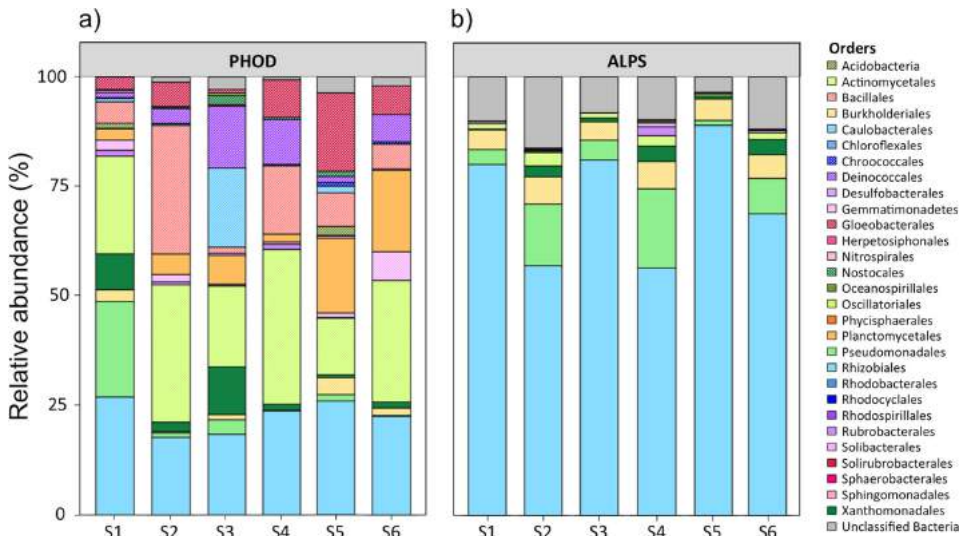 a)
b)
PHOD
ALPS
Relative abundance (%)
100
75
50
25
0
S1 S2 S3 S4 S5 S6
S1 S2 S3 S4 S5 S6
Orders
Acidobacteria
Actinomycetales
Bacillales
Burkholderiales
Caulobacterales
Chloroflexales
Chroococcales
Deinococcales
Desulfobacterales
Gemmatimonadetes
Gloeobacterales
Herpetosiphonales
Nitrospirales
Nostocales
Oceanospirillales
Oscillatoriales
Phycisphaerales
Planctomycetales
Pseudomonadales
Rhizobiales
Rhodobacterales
Rhodocyclales
Rhodospirillales
Rubrobacterales
Solibacterales
Solirubrobacterales
Sphaerobacterales
Sphingomonadales
Xanthomonadales
Unclassified Bacteria